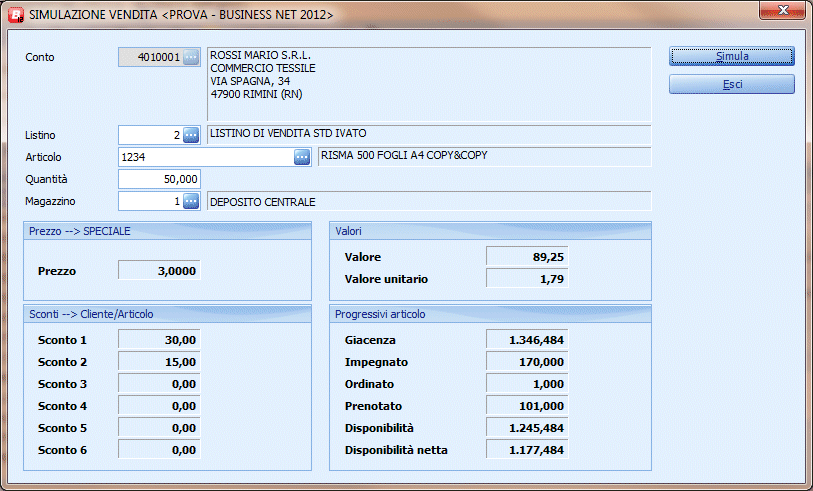 SIMULAZIONE VENDITA <PROVA - BUSINESS NET 2012>
Conto 4010001 ROSSI MARIO S.R.L.
COMMERCIO TESSILE
VIA SPAGNA, 34
47900 RIMINI (RN)
Simula
Esci
Listino 2 LISTINO DI VENDITA STD IVATO
Articolo 1234 RISMA 500 FOGLI A4 COPY&COPY
Quantità 50,000
Magazzino 1 DEPOSITO CENTRALE
Prezzo --> SPECIALE
Prezzo 3,0000
Valori
Valore 89,25
Valore unitario 1,79
Sconti --> Cliente/Articolo
Sconto 1 30,00
Sconto 2 15,00
Sconto 3 0,00
Sconto 4 0,00
Sconto 5 0,00
Sconto 6 0,00
Progressivi articolo
Giacenza 1.346,484
Impegnato 170,000
Ordinato 1,000
Prenotato 101,000
Disponibilità 1.245,484
Disponibilità netta 1.177,484